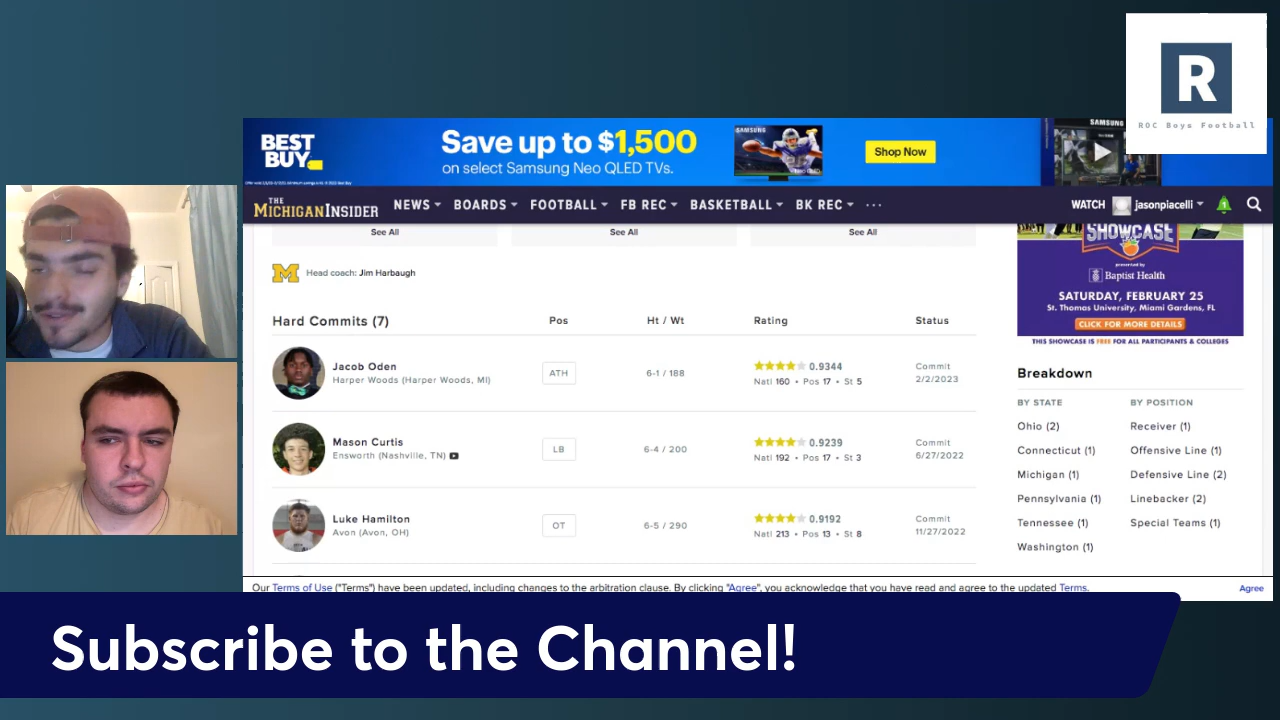 R
ROC Boys Football
BEST BUY
Save up to $1,500
on select Samsung Neo QLED TVs.
SAMSUNG
Shop Now
SAMSUNG
THE MICHIGANINSIDER
NEWS BOARDS FOOTBALL FB REC BASKETBALL BK REC ···
WATCH jasonpiacelli 1
See All See All See All
SHOWCASE
presented by
Baptist Health
SATURDAY, FEBRUARY 25
St. Thomas University, Miami Gardens, FL
CLICK FOR MORE DETAILS
THIS SHOWCASE IS FREE FOR ALL PARTICIPANTS & COLLEGES
M Head coach: Jim Harbaugh
Hard Commits (7) Pos Ht / Wt Rating Status
Jacob Oden
Harper Woods (Harper Woods, MI)
ATH 6-1 / 188
0.9344
Natl 160 • Pos 17 • St 5
Commit
2/2/2023
Mason Curtis
Ensworth (Nashville, TN)
LB 6-4 / 200
0.9239
Natl 192 • Pos 17 • St 3
Commit
6/27/2022
Luke Hamilton
Avon (Avon, OH)
OT 6-5 / 290
0.9192
Natl 213 • Pos 13 • St 8
Commit
11/27/2022
Breakdown
BY STATE BY POSITION
Ohio (2) Receiver (1)
Connecticut (1) Offensive Line (1)
Michigan (1) Defensive Line (2)
Pennsylvania (1) Linebacker (2)
Tennessee (1) Special Teams (1)
Washington (1)
Our Terms of Use ("Terms") have been updated, including changes to the arbitration clause. By clicking "Agree", you acknowledge that you have read and agree to the updated Terms. Agree
Subscribe to the Channel!